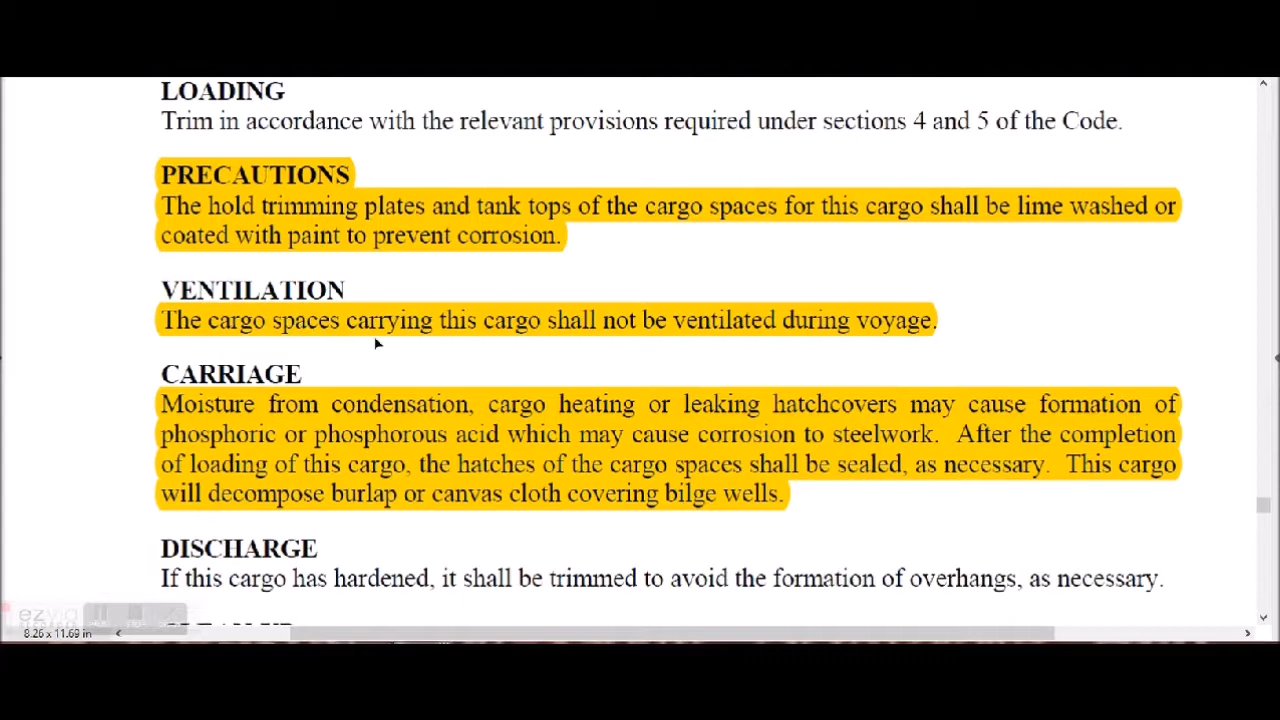 LOADING
Trim in accordance with the relevant provisions required under sections 4 and 5 of the Code.
PRECAUTIONS
The hold trimming plates and tank tops of the cargo spaces for this cargo shall be lime washed or
coated with paint to prevent corrosion.
VENTILATION
The cargo spaces carrying this cargo shall not be ventilated during voyage.
CARRIAGE
Moisture from condensation, cargo heating or leaking hatchcovers may cause formation of
phosphoric or phosphorous acid which may cause corrosion to steelwork. After the completion
of loading of this cargo, the hatches of the cargo spaces shall be sealed, as necessary. This cargo
will decompose burlap or canvas cloth covering bilge wells.
DISCHARGE
If this cargo has hardened, it shall be trimmed to avoid the formation of overhangs, as necessary.
8.26 x 11.69 in